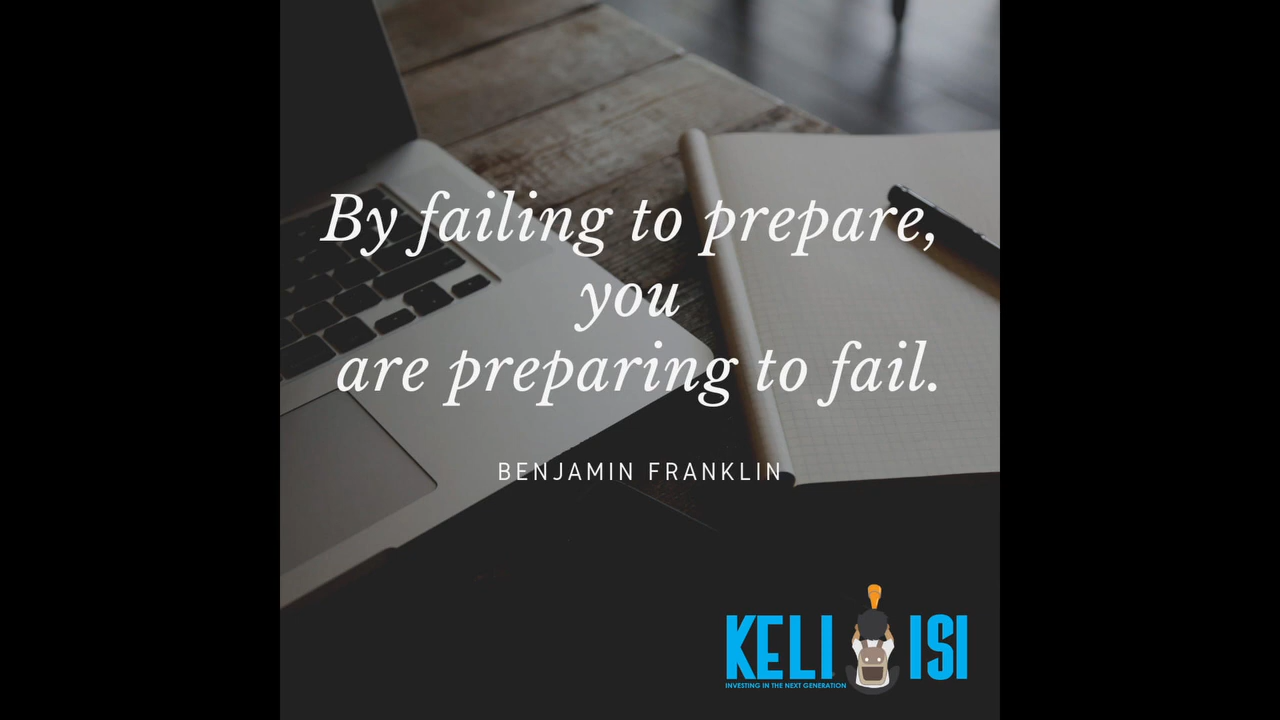 By failing to prepare,
you
are preparing to fail.
BENJAMIN FRANKLIN
KELI ISI
INVESTING IN THE NEXT GENERATION